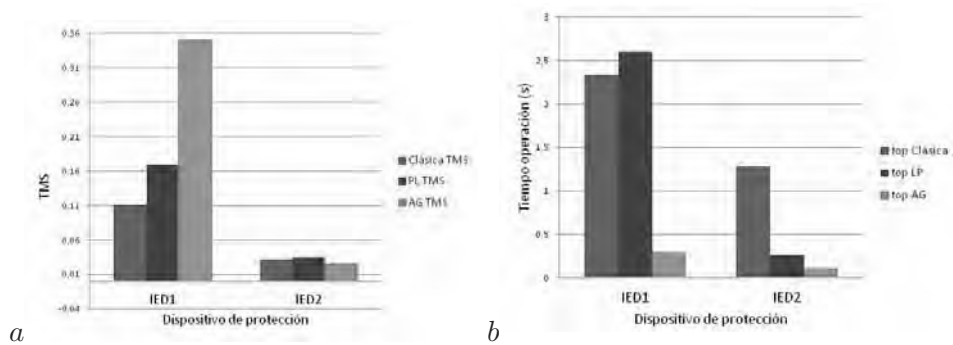 0.36
0.31
0.26
0.21
0.16
0.11
0.06
0.01
-0.04
TMS
IED1
IED2
Dispositivo de protección
Clásica TMS
PL TMS
AG TMS
a
3
2,5
2
1,5
1
0,5
0
Tiempo operación (s)
IED1
IED2
Dispositivo de protección
top Clásica
top LP
top AG
b